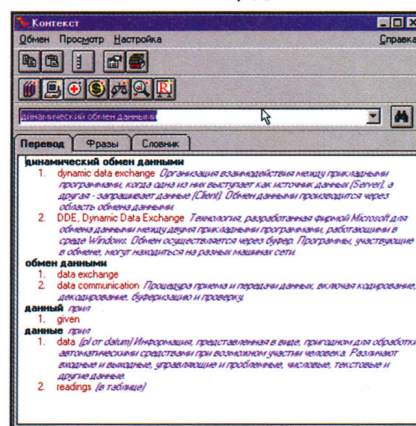 Контекст
Обмен Просмотр Настройка Справка
динамический обмен данными
Перевод Фразы Словник
динамический обмен данными
1. dynamic data exchange Организация взаимодействия между прикладными
программами, когда одна из них выступает как источник данных (Server), а
другая - запрашивает данные (Client). Обмен данными производится через
область обмена данными.
2. DDE, Dynamic Data Exchange Технология, разработанная фирмой Microsoft для
обмена данными между двумя прикладными программами, работающими в
среде Windows. Обмен осуществляется через буфер. Программы, участвующие
в обмене, могут находиться на разных машинах сети.
обмен данными
1. data exchange
2. data communication Процедура приема и передачи данных, включая кодирование,
декодирование, буферизацию и проверку.
данный прил
1. given
данные прил
1. data (pl от datum) Информация, представленная в виде, пригодном для обработки
автоматическими средствами при возможном участии человека. Различают
входные и выходные, управляющие и проблемные, числовые, текстовые и
другие данные.
2. readings (в таблице)